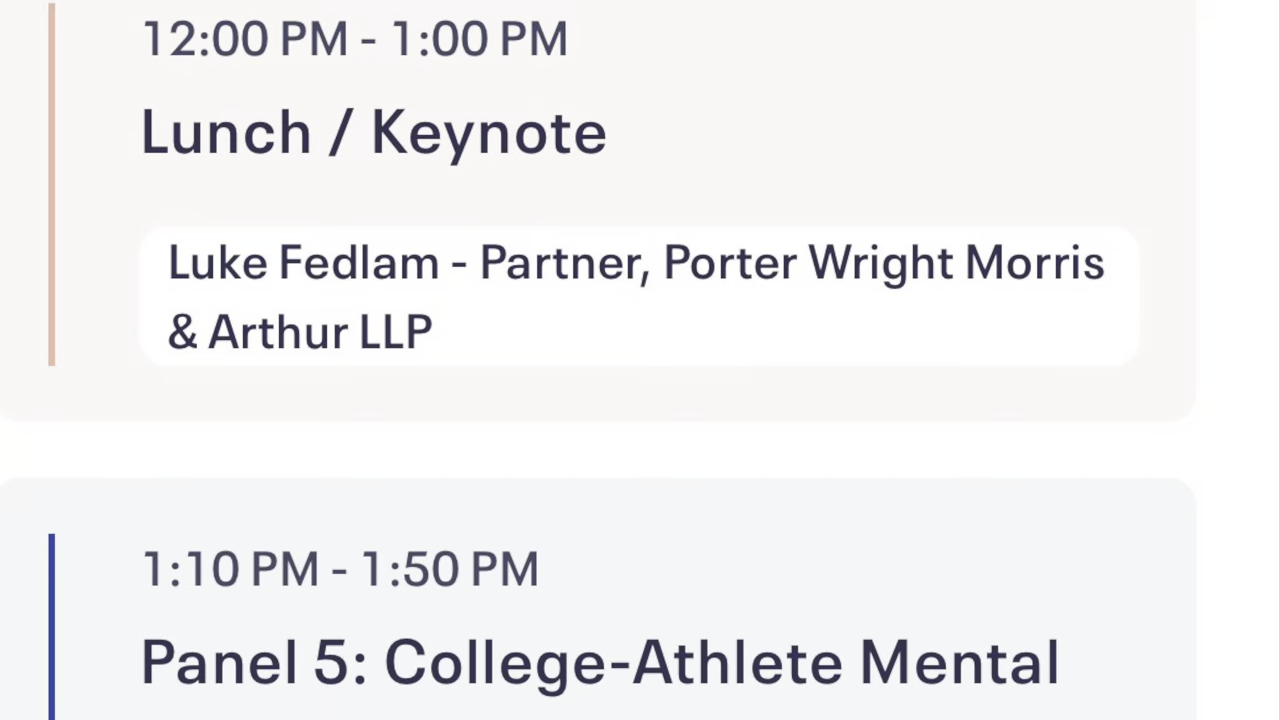 12:00 PM - 1:00 PM
Lunch / Keynote
Luke Fedlam - Partner, Porter Wright Morris
& Arthur LLP
1:10 PM - 1:50 PM
Panel 5: College-Athlete Mental